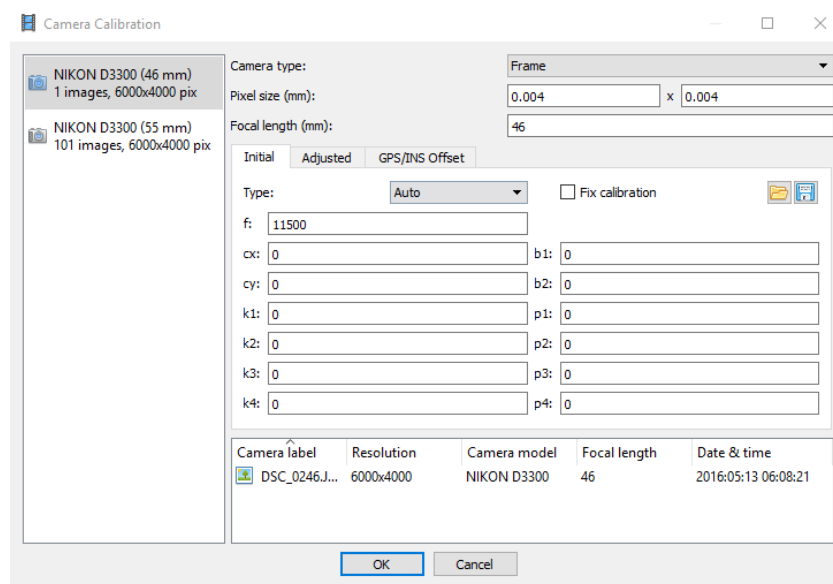 Camera Calibration
NIKON D3300 (46 mm)
1 images, 6000x4000 pix
NIKON D3300 (55 mm)
101 images, 6000x4000 pix
Camera type: Frame
Pixel size (mm): 0.004 x 0.004
Focal length (mm): 46
Initial Adjusted GPS/INS Offset
Type: Auto Fix calibration
f: 11500
cx: 0 b1: 0
cy: 0 b2: 0
k1: 0 p1: 0
k2: 0 p2: 0
k3: 0 p3: 0
k4: 0 p4: 0
Camera label Resolution Camera model Focal length Date & time
DSC_0246.J... 6000x4000 NIKON D3300 46 2016:05:13 06:08:21
OK Cancel